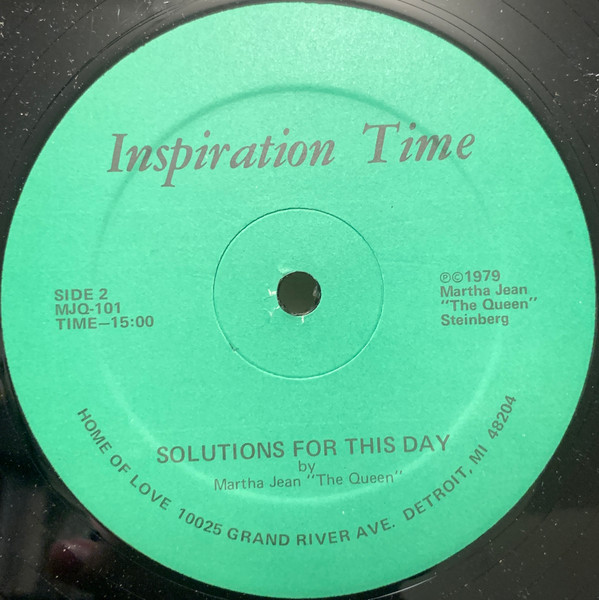 Inspiration Time
SIDE 2
MJQ-101
TIME—15:00
℗©1979
Martha Jean
"The Queen"
Steinberg
SOLUTIONS FOR THIS DAY
by
Martha Jean "The Queen"
HOME OF LOVE 10025 GRAND RIVER AVE. DETROIT, MI 48204